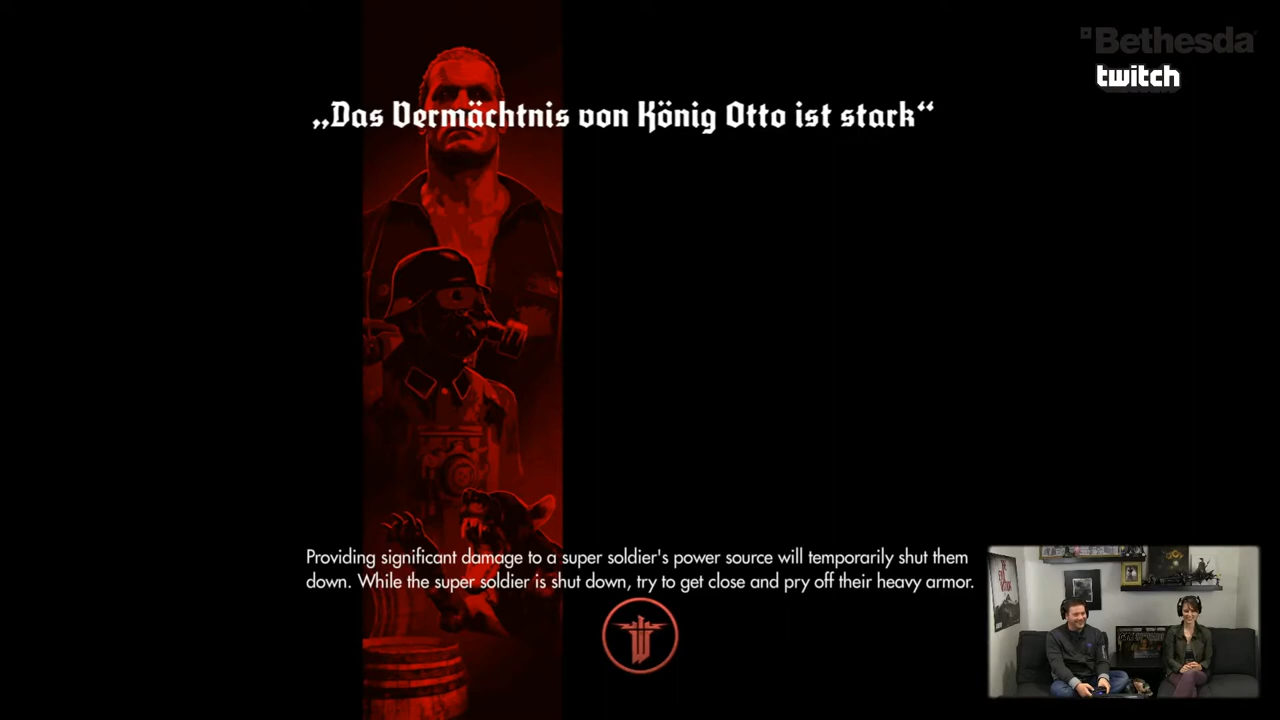 Bethesda
twitch
„Das Vermächtnis von König Otto ist stark“
Providing significant damage to a super soldier's power source will temporarily shut them
down. While the super soldier is shut down, try to get close and pry off their heavy armor.